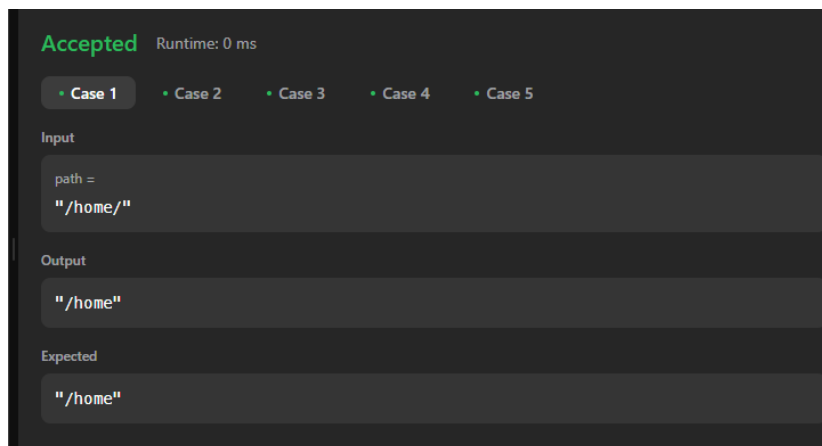 Accepted Runtime: 0 ms
• Case 1 • Case 2 • Case 3 • Case 4 • Case 5
Input
path =
"/home/"
Output
"/home"
Expected
"/home"